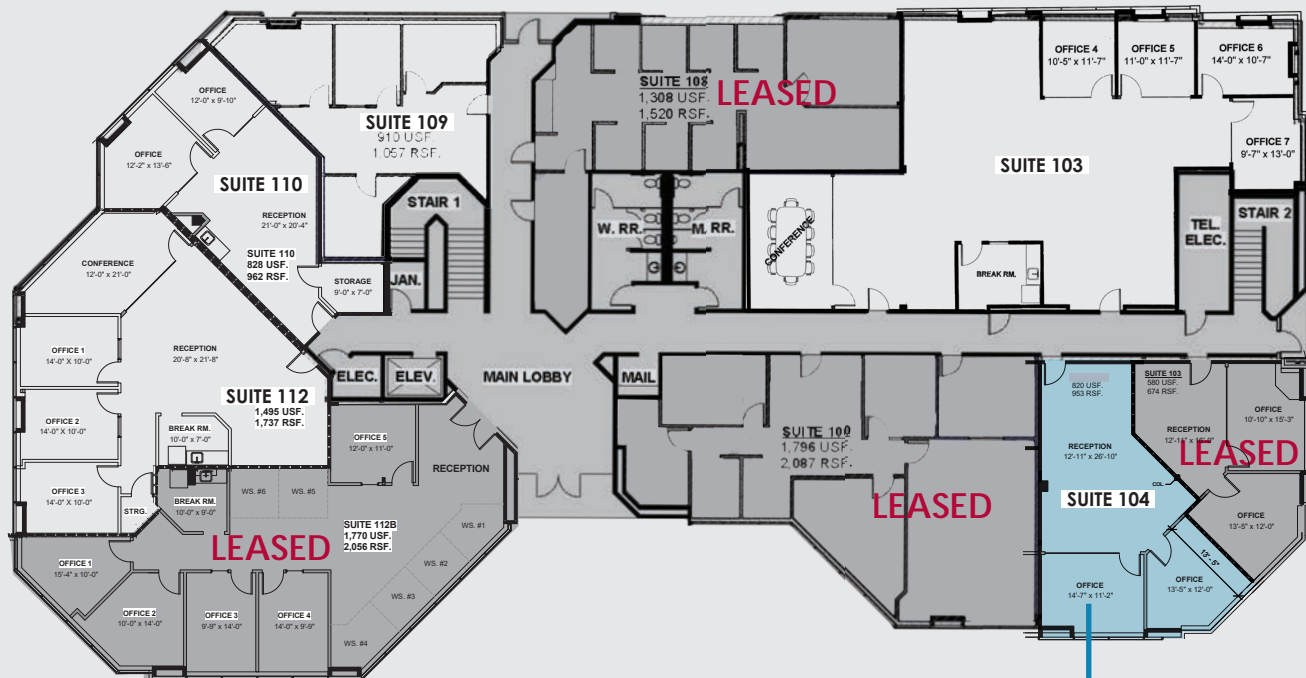 OFFICE
12'-0" x 9'-10"
OFFICE
12'-2" x 13'-6"
SUITE 109
910 USF.
1,057 RSF.
SUITE 110
RECEPTION
21'-0" x 20'-4"
SUITE 110
828 USF.
962 RSF.
STORAGE
9'-0" x 7'-0"
STAIR 1
JAN.
CONFERENCE
12'-0" x 21'-0"
OFFICE 1
14'-0" X 10'-0"
RECEPTION
20'-8" x 21'-8"
OFFICE 2
14'-0" X 10'-0"
SUITE 112
1,495 USF.
1,737 RSF.
BREAK RM.
10'-0" x 7'-0"
OFFICE 3
14'-0" X 10'-0"
STRG.
ELEC.
ELEV.
MAIN LOBBY
MAIL
SUITE 108
1,308 USF.
1,520 RSF.
LEASED
W. RR.
M. RR.
CONFERENCE
SUITE 103
BREAK RM.
OFFICE 4
10'-5" x 11'-7"
OFFICE 5
11'-0" x 11'-7"
OFFICE 6
14'-0" x 10'-7"
OFFICE 7
9'-7" x 13'-0"
TEL.
ELEC.
STAIR 2
BREAK RM.
10'-0" x 9'-0"
OFFICE 5
12'-0" x 11'-0"
RECEPTION
WS. #6
WS. #5
WS. #1
WS. #2
WS. #3
WS. #4
SUITE 112B
1,770 USF.
2,056 RSF.
LEASED
OFFICE 1
15'-4" x 10'-0"
OFFICE 2
10'-0" x 14'-0"
OFFICE 3
9'-9" x 14'-0"
OFFICE 4
14'-0" x 9'-9"
SUITE 100
1,796 USF.
2,087 RSF.
LEASED
820 USF.
953 RSF.
RECEPTION
12'-11" x 26'-10"
SUITE 104
COL.
OFFICE
14'-7" x 11'-2"
OFFICE
13'-5" x 12'-0"
13'-5"
SUITE 103
580 USF.
674 RSF.
RECEPTION
OFFICE
10'-10" x 15'-3"
LEASED
OFFICE
13'-5" x 12'-0"